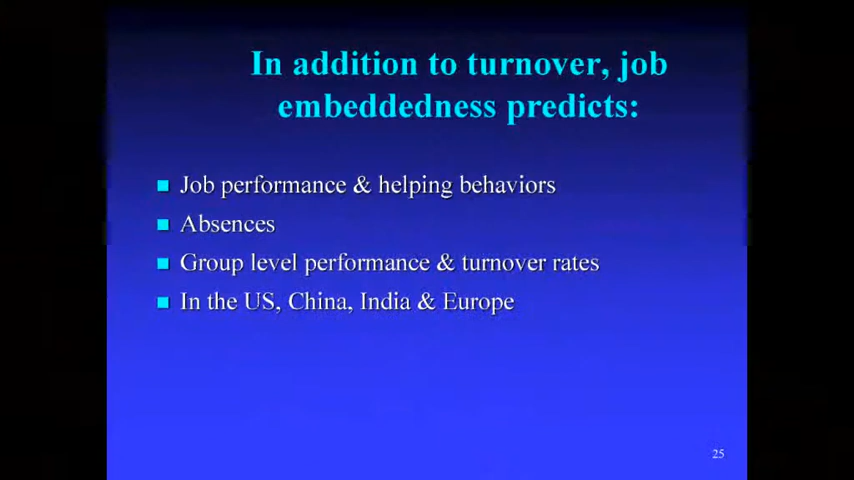 In addition to turnover, job
embeddedness predicts:
Job performance & helping behaviors
Absences
Group level performance & turnover rates
In the US, China, India & Europe
25